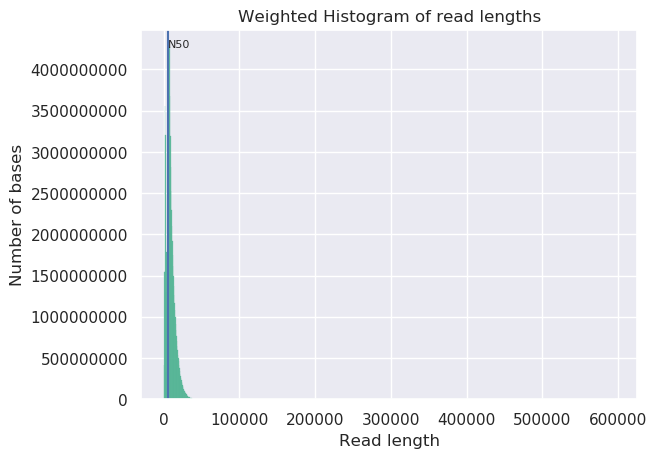 Weighted Histogram of read lengths
N50
Number of bases
4000000000
3500000000
3000000000
2500000000
2000000000
1500000000
1000000000
500000000
0
0 100000 200000 300000 400000 500000 600000
Read length